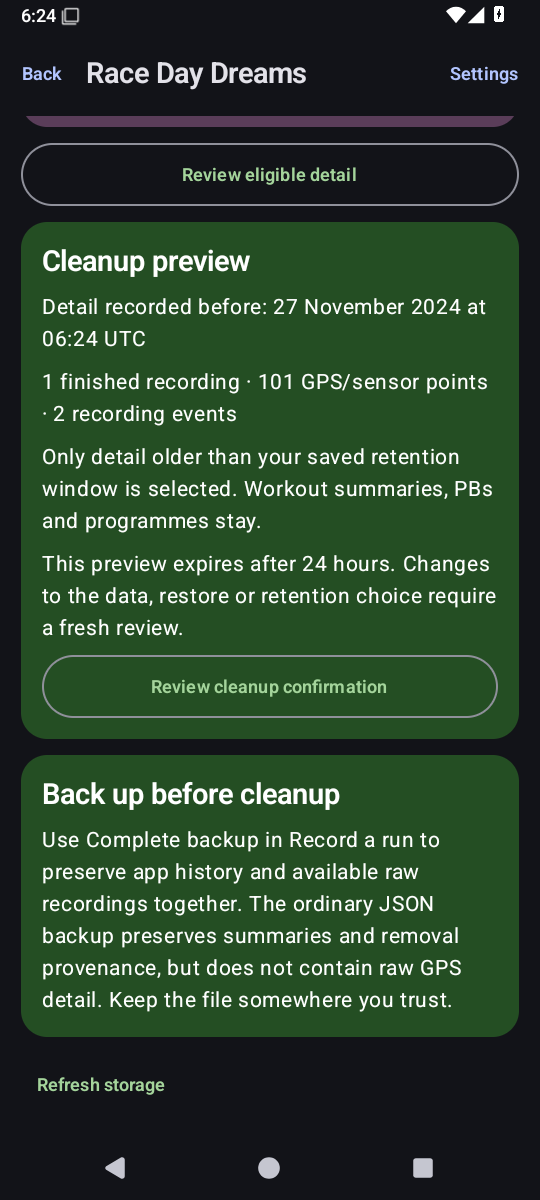 6:24
Back
Race Day Dreams
Settings
Review eligible detail
Cleanup preview
Detail recorded before: 27 November 2024 at
06:24 UTC
1 finished recording · 101 GPS/sensor points
· 2 recording events
Only detail older than your saved retention
window is selected. Workout summaries, PBs
and programmes stay.
This preview expires after 24 hours. Changes
to the data, restore or retention choice require
a fresh review.
Review cleanup confirmation
Back up before cleanup
Use Complete backup in Record a run to
preserve app history and available raw
recordings together. The ordinary JSON
backup preserves summaries and removal
provenance, but does not contain raw GPS
detail. Keep the file somewhere you trust.
Refresh storage